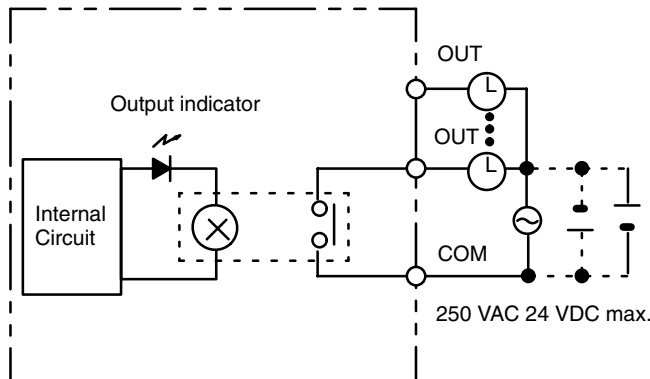 OUT
L
Output indicator
OUT
L
Internal
Circuit
COM
250 VAC 24 VDC max.